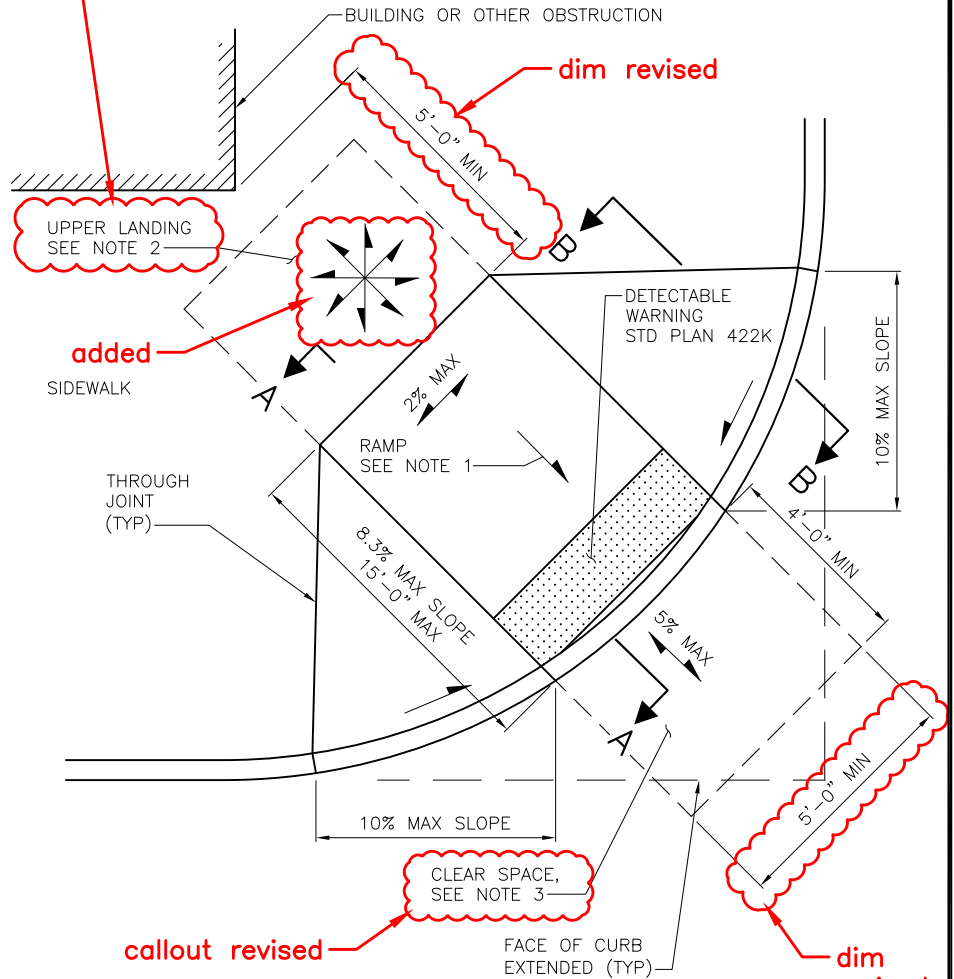 BUILDING OR OTHER OBSTRUCTION
dim revised
5'-0" MIN
UPPER LANDING
SEE NOTE 2
B
DETECTABLE
WARNING
STD PLAN 422K
added
SIDEWALK
A
2% MAX
10% MAX SLOPE
RAMP
SEE NOTE 1
B
THROUGH
JOINT
(TYP)
8.3% MAX SLOPE
15'-0" MAX
4'-0" MIN
5% MAX
A
5'-0" MIN
10% MAX SLOPE
CLEAR SPACE,
SEE NOTE 3
callout revised
FACE OF CURB
EXTENDED (TYP)
dim